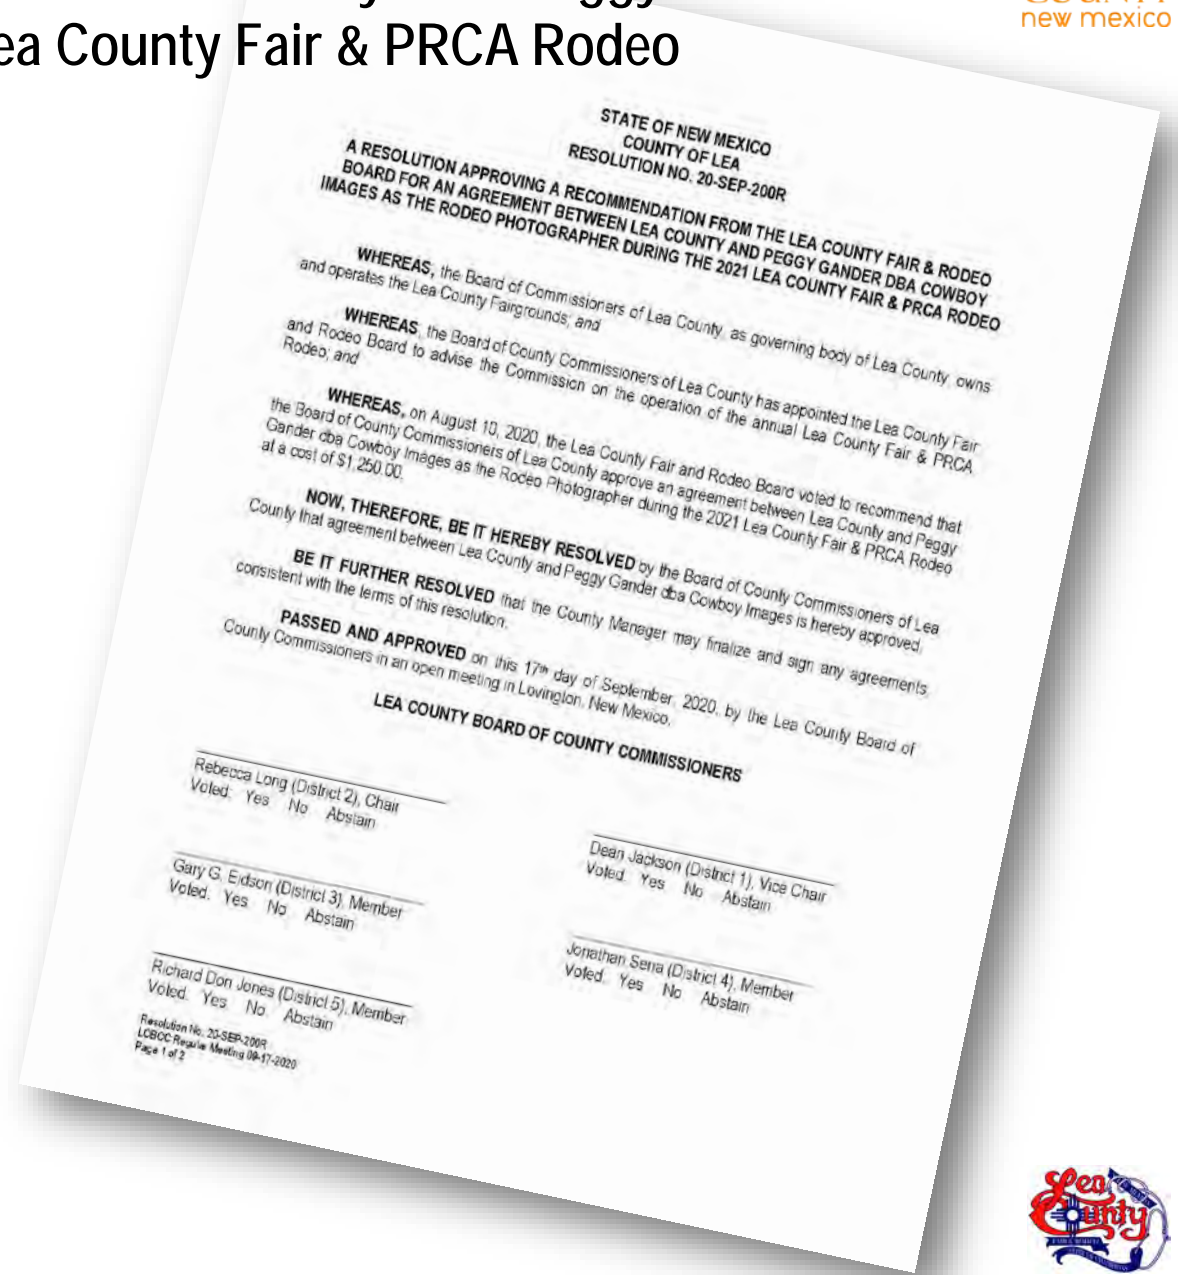 ea County Fair & PRCA Rodeo
new mexico
STATE OF NEW MEXICO
COUNTY OF LEA
RESOLUTION NO. 20-SEP-200R
A RESOLUTION APPROVING A RECOMMENDATION FROM THE LEA COUNTY FAIR & RODEO
BOARD FOR AN AGREEMENT BETWEEN LEA COUNTY AND PEGGY GANDER DBA COWBOY
IMAGES AS THE RODEO PHOTOGRAPHER DURING THE 2021 LEA COUNTY FAIR & PRCA RODEO
WHEREAS, the Board of Commissioners of Lea County, as governing body of Lea County, owns
and operates the Lea County Fairgrounds; and
WHEREAS, the Board of County Commissioners of Lea County has appointed the Lea County Fair
and Rodeo Board to advise the Commission on the operation of the annual Lea County Fair & PRCA
Rodeo; and
WHEREAS, on August 10, 2020, the Lea County Fair and Rodeo Board voted to recommend that
the Board of County Commissioners of Lea County approve an agreement between Lea County and Peggy
Gander dba Cowboy Images as the Rodeo Photographer during the 2021 Lea County Fair & PRCA Rodeo
at a cost of $1,250.00.
NOW, THEREFORE, BE IT HEREBY RESOLVED by the Board of County Commissioners of Lea
County that agreement between Lea County and Peggy Gander dba Cowboy Images is hereby approved.
BE IT FURTHER RESOLVED that the County Manager may finalize and sign any agreements
consistent with the terms of this resolution.
PASSED AND APPROVED on this 17th day of September, 2020, by the Lea County Board of
County Commissioners in an open meeting in Lovington, New Mexico.
LEA COUNTY BOARD OF COUNTY COMMISSIONERS
Rebecca Long (District 2), Chair
Voted: Yes No Abstain
Dean Jackson (District 1), Vice Chair
Voted: Yes No Abstain
Gary G. Eidson (District 3), Member
Voted: Yes No Abstain
Jonathan Sena (District 4), Member
Voted: Yes No Abstain
Richard Don Jones (District 5), Member
Voted: Yes No Abstain
Resolution No. 20-SEP-200R
LCBCC Regular Meeting 09-17-2020
Page 1 of 2
Lea
County